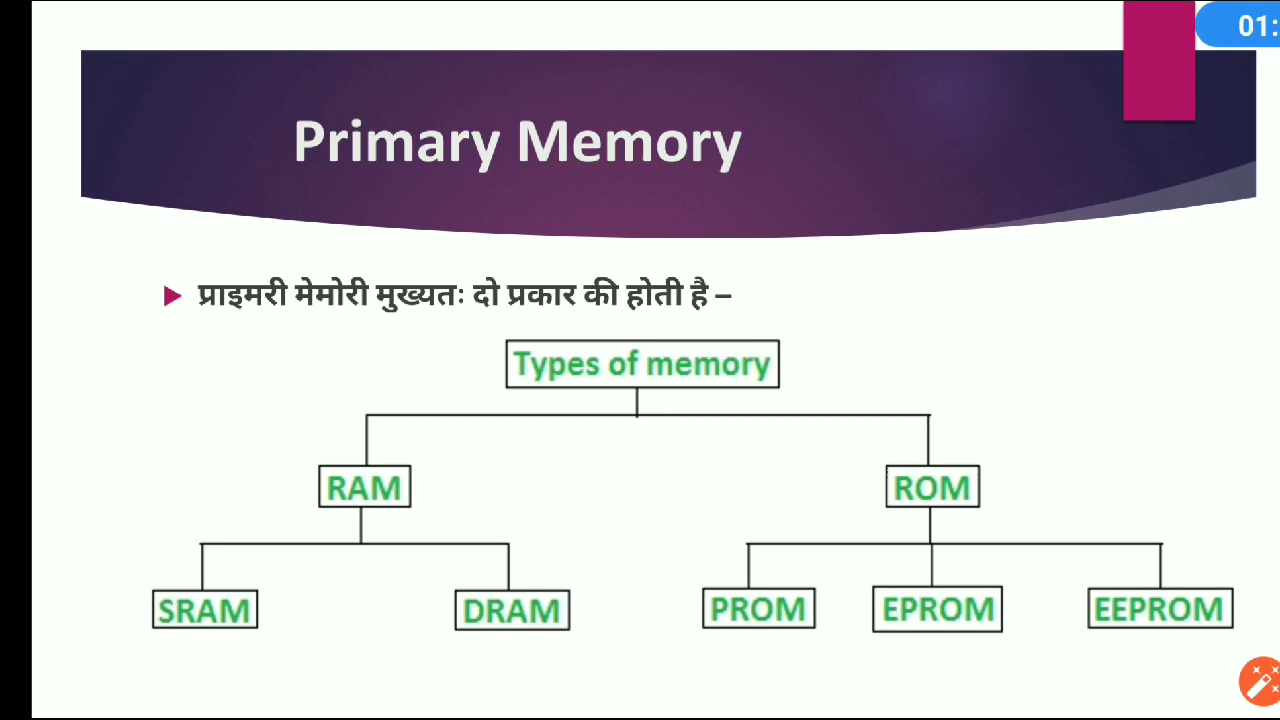 01:
Primary Memory
प्राइमरी मेमोरी मुख्यतः दो प्रकार की होती है –
Types of memory
RAM
ROM
SRAM
DRAM
PROM
EPROM
EEPROM